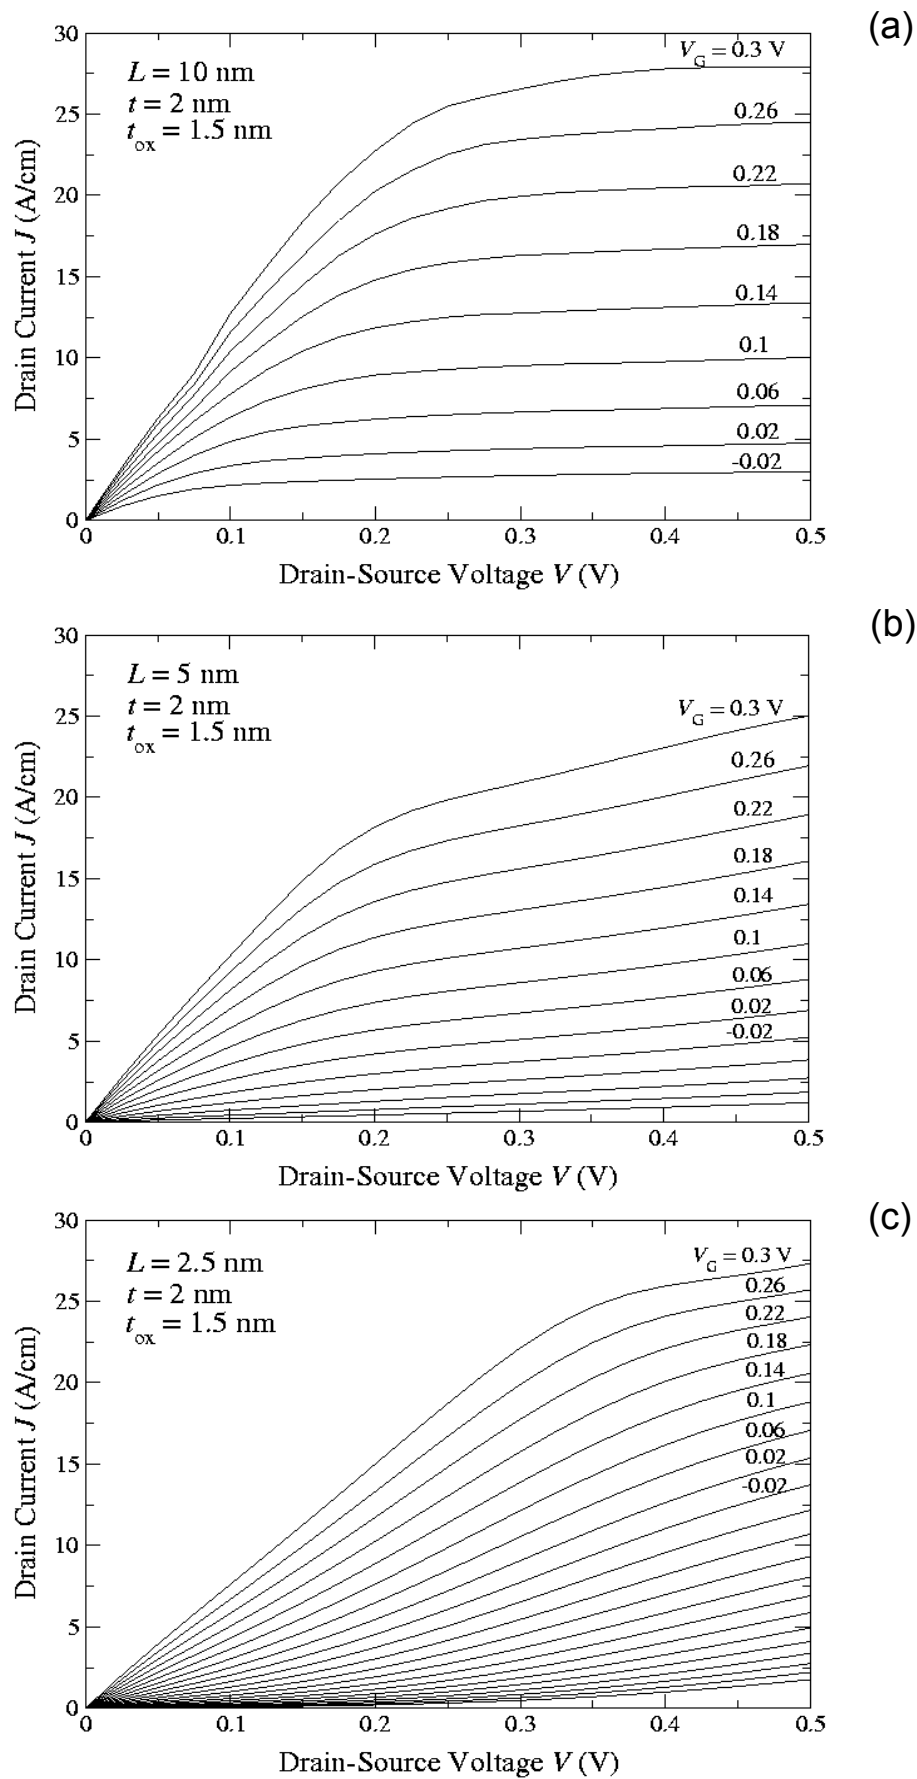 (a)
30
25
20
15
10
5
0
Drain Current J (A/cm)
L = 10 nm
t = 2 nm
tox = 1.5 nm
VG = 0.3 V
0.26
0.22
0.18
0.14
0.1
0.06
0.02
-0.02
0 0.1 0.2 0.3 0.4 0.5
Drain-Source Voltage V (V)
(b)
30
25
20
15
10
5
0
Drain Current J (A/cm)
L = 5 nm
t = 2 nm
tox = 1.5 nm
VG = 0.3 V
0.26
0.22
0.18
0.14
0.1
0.06
0.02
-0.02
0 0.1 0.2 0.3 0.4 0.5
Drain-Source Voltage V (V)
(c)
30
25
20
15
10
5
0
Drain Current J (A/cm)
L = 2.5 nm
t = 2 nm
tox = 1.5 nm
VG = 0.3 V
0.26
0.22
0.18
0.14
0.1
0.06
0.02
-0.02
0 0.1 0.2 0.3 0.4 0.5
Drain-Source Voltage V (V)